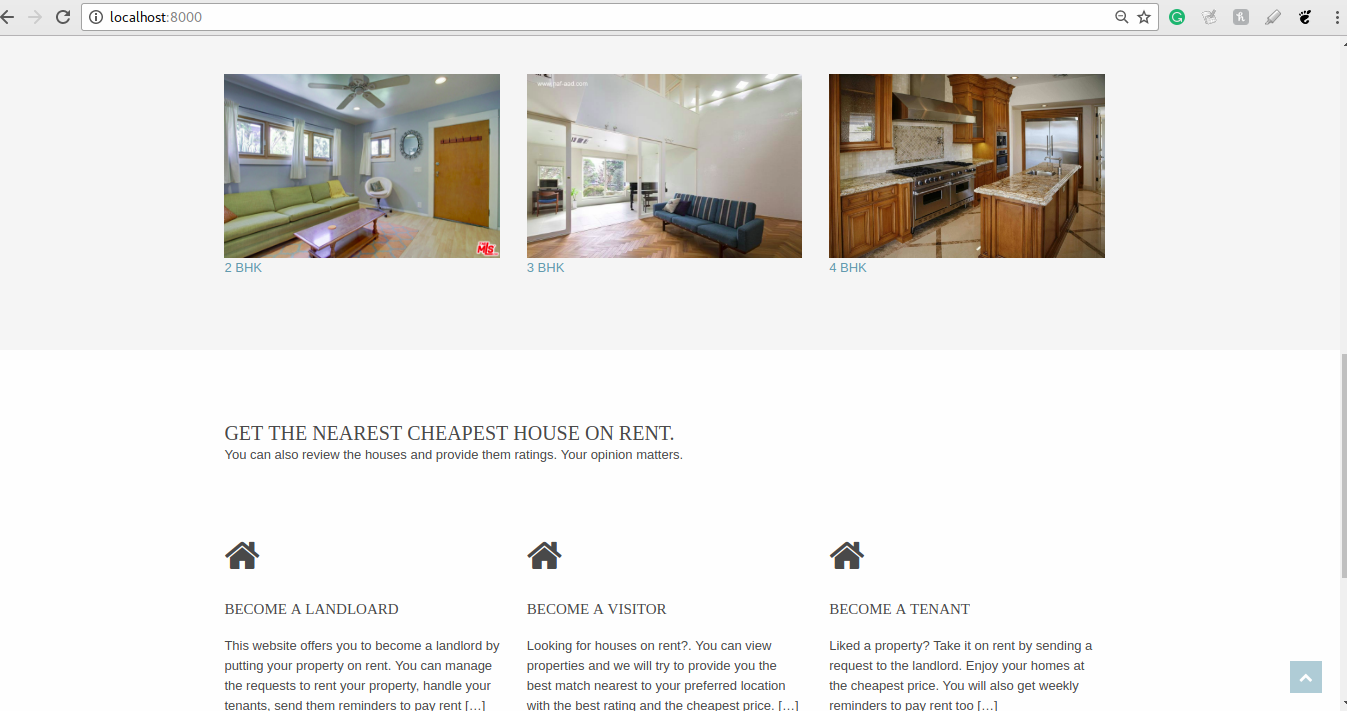 localhost:8000
www.jnaf-aad.com
MLS
2 BHK
3 BHK
4 BHK
GET THE NEAREST CHEAPEST HOUSE ON RENT.
You can also review the houses and provide them ratings. Your opinion matters.
BECOME A LANDLOARD
This website offers you to become a landlord by
putting your property on rent. You can manage
the requests to rent your property, handle your
tenants, send them reminders to pay rent […]
BECOME A VISITOR
Looking for houses on rent?. You can view
properties and we will try to provide you the
best match nearest to your preferred location
with the best rating and the cheapest price. […]
BECOME A TENANT
Liked a property? Take it on rent by sending a
request to the landlord. Enjoy your homes at
the cheapest price. You will also get weekly
reminders to pay rent too […]